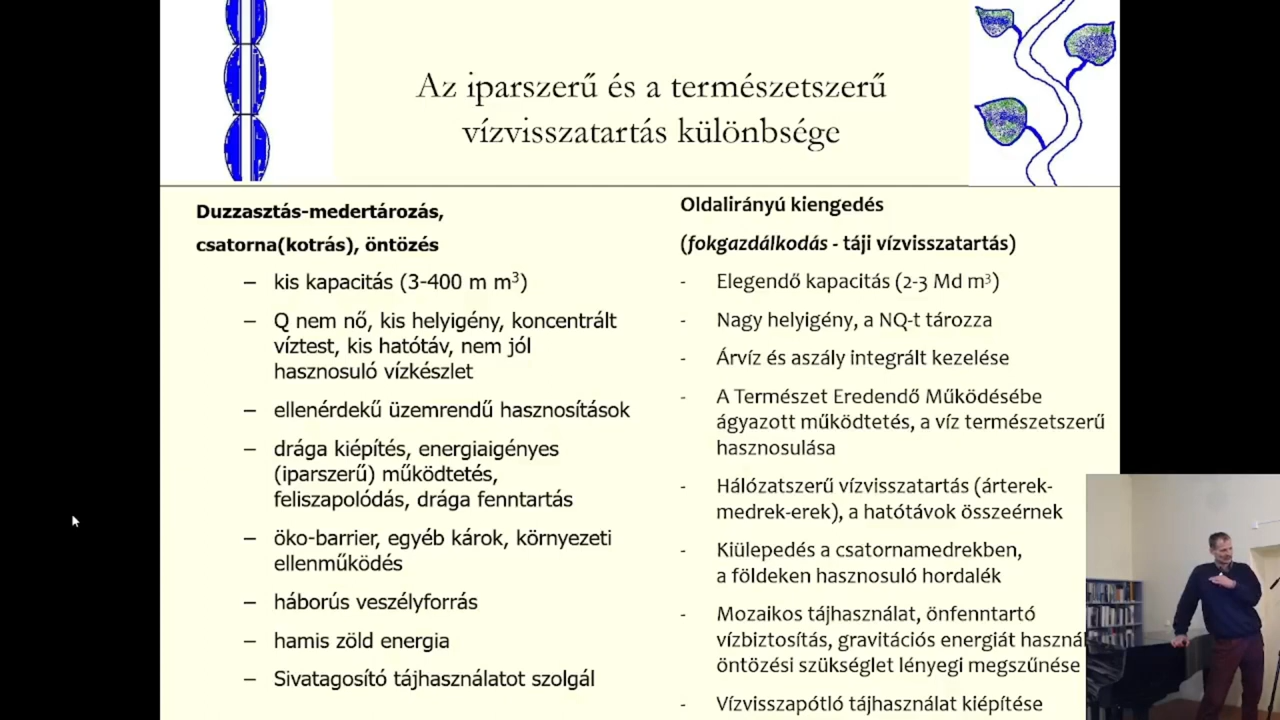 Az iparszerű és a természetszerű
vízvisszatartás különbsége
Duzzasztás-medertározás,
csatorna(kotrás), öntözés
– kis kapacitás (3-400 m m³)
– Q nem nő, kis helyigény, koncentrált
víztest, kis hatótáv, nem jól
hasznosuló vízkészlet
– ellenérdekű üzemrendű hasznosítások
– drága kiépítés, energiaigényes
(iparszerű) működtetés,
feliszapolódás, drága fenntartás
– öko-barrier, egyéb károk, környezeti
ellenműködés
– háborús veszélyforrás
– hamis zöld energia
– Sivatagosító tájhasználatot szolgál
Oldalirányú kiengedés
(fokgazdálkodás - táji vízvisszatartás)
- Elegendő kapacitás (2-3 Md m³)
- Nagy helyigény, a NQ-t tározza
- Árvíz és aszály integrált kezelése
- A Természet Eredendő Működésébe
ágyazott működtetés, a víz természetszerű
hasznosulása
- Hálózatszerű vízvisszatartás (árterek-
medrek-erek), a hatótávok összeérnek
- Kiülepedés a csatornamedrekben,
a földeken hasznosuló hordalék
- Mozaikos tájhasználat, önfenntartó
vízbiztosítás, gravitációs energiát használ
öntözési szükséglet lényegi megszűnése
- Vízvisszapótló tájhasználat kiépítése